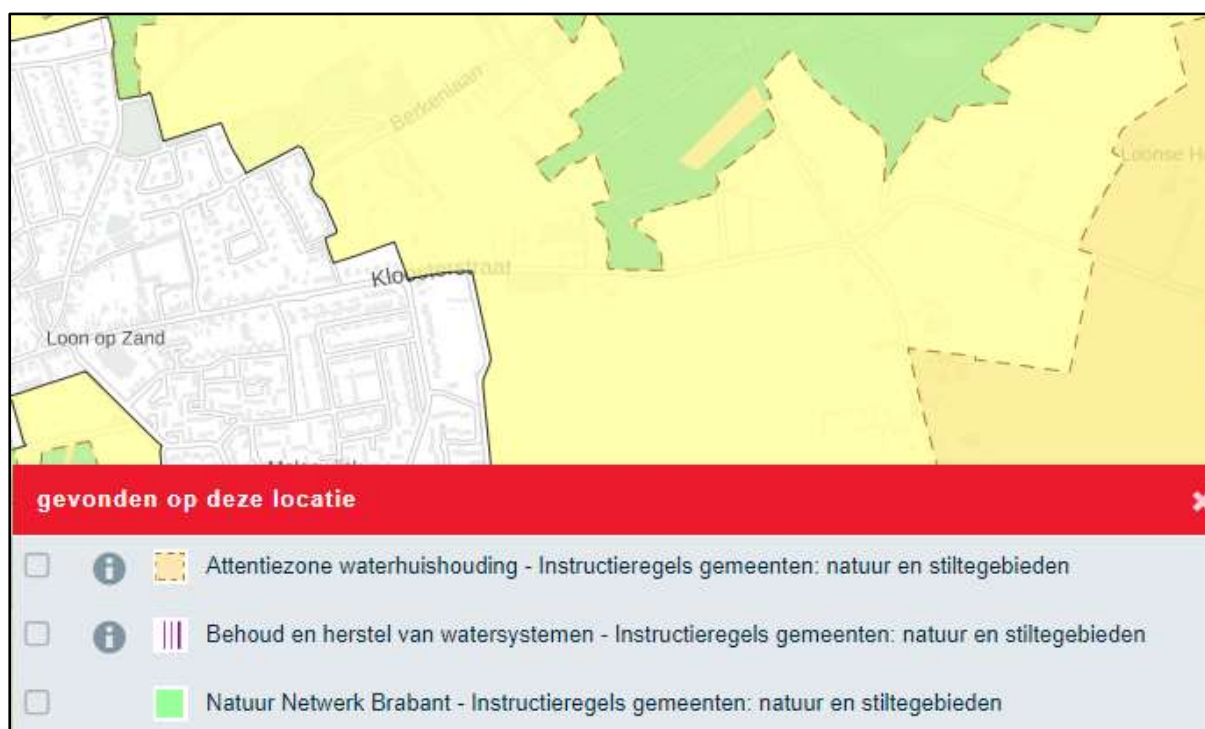 Berkenlaan
Loonse H
Kloosterstraat
Loon op Zand
gevonden op deze locatie
Attentiezone waterhuishouding - Instructieregels gemeenten: natuur en stiltegebieden
Behoud en herstel van watersystemen - Instructieregels gemeenten: natuur en stiltegebieden
Natuur Netwerk Brabant - Instructieregels gemeenten: natuur en stiltegebieden